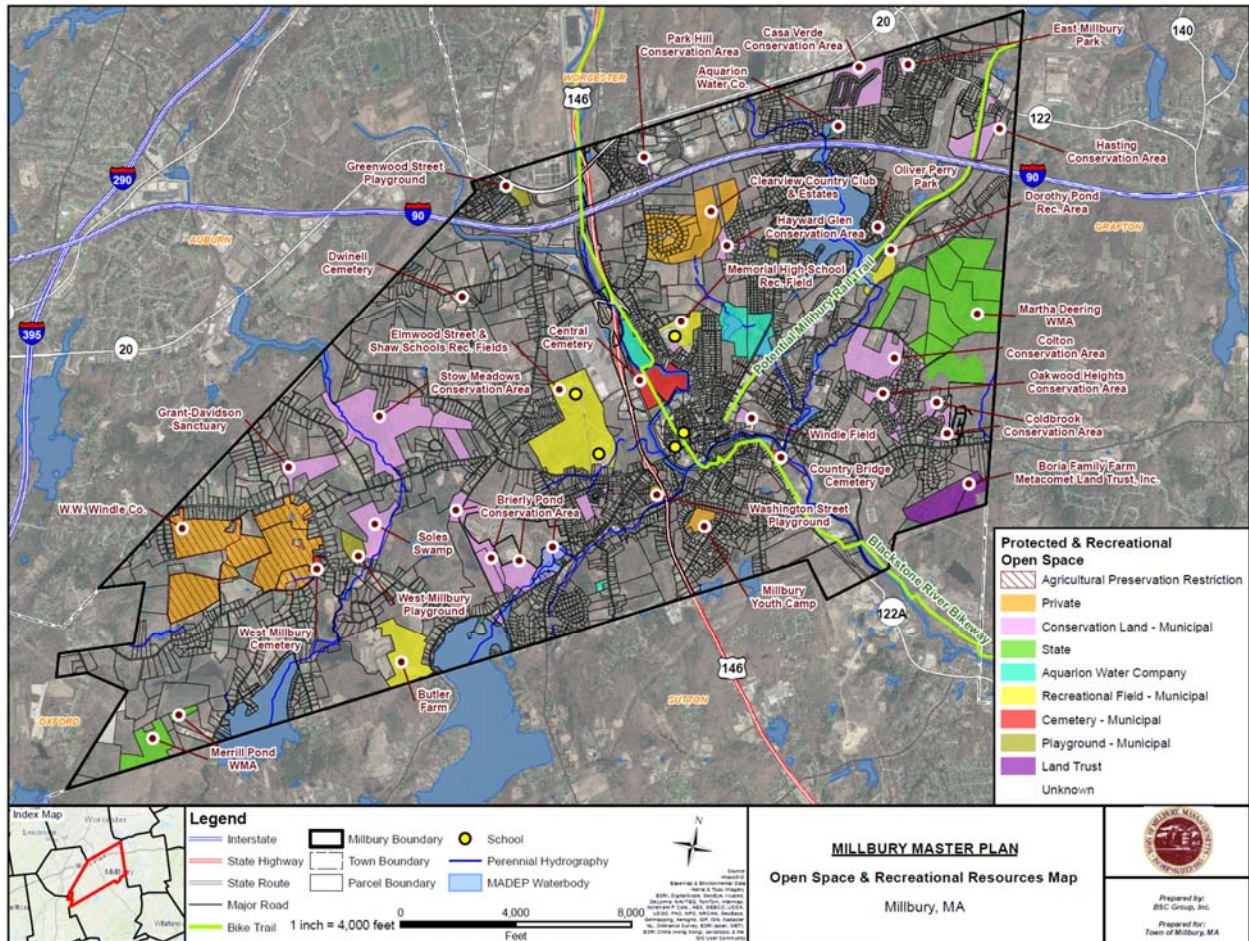 20
140
Park Hill
Conservation Area
Casa Verde
Conservation Area
East Millbury
Park
Aquarion
Water Co.
WORCESTER
146
122
Greenwood Street
Playground
Hasting
Conservation Area
290
90
Clearview Country Club
& Estates
Oliver Perry
Park
90
Dorothy Pond
Rec. Area
Hayward Glen
Conservation Area
AUBURN
GRAFTON
Dwinell
Cemetery
Memorial High School
Rec. Field
Potential Millbury Rail Trail
Martha Deering
WMA
395
20
Elmwood Street &
Shaw Schools Rec. Fields
Central
Cemetery
Colton
Conservation Area
Stow Meadows
Conservation Area
Oakwood Heights
Conservation Area
Grant-Davidson
Sanctuary
Windle Field
Coldbrook
Conservation Area
Country Bridge
Cemetery
Boria Family Farm
Metacomet Land Trust, Inc.
W.W. Windle Co.
Brierly Pond
Conservation Area
Washington Street
Playground
Soles
Swamp
Blackstone River Bikeway
West Millbury
Playground
Millbury
Youth Camp
122A
West Millbury
Cemetery
146
Butler
Farm
SUTTON
OXFORD
Merrill Pond
WMA
Protected & Recreational
Open Space
Agricultural Preservation Restriction
Private
Conservation Land - Municipal
State
Aquarion Water Company
Recreational Field - Municipal
Cemetery - Municipal
Playground - Municipal
Land Trust
Unknown
Index Map
Worcester
Millbury
Legend
Interstate
State Highway
State Route
Major Road
Bike Trail
Millbury Boundary
Town Boundary
Parcel Boundary
School
Perennial Hydrography
MADEP Waterbody
1 inch = 4,000 feet
0 4,000 8,000
Feet
N
MILLBURY MASTER PLAN
Open Space & Recreational Resources Map
Millbury, MA
Prepared by:
BSC Group, Inc.
Prepared for:
Town of Millbury, MA